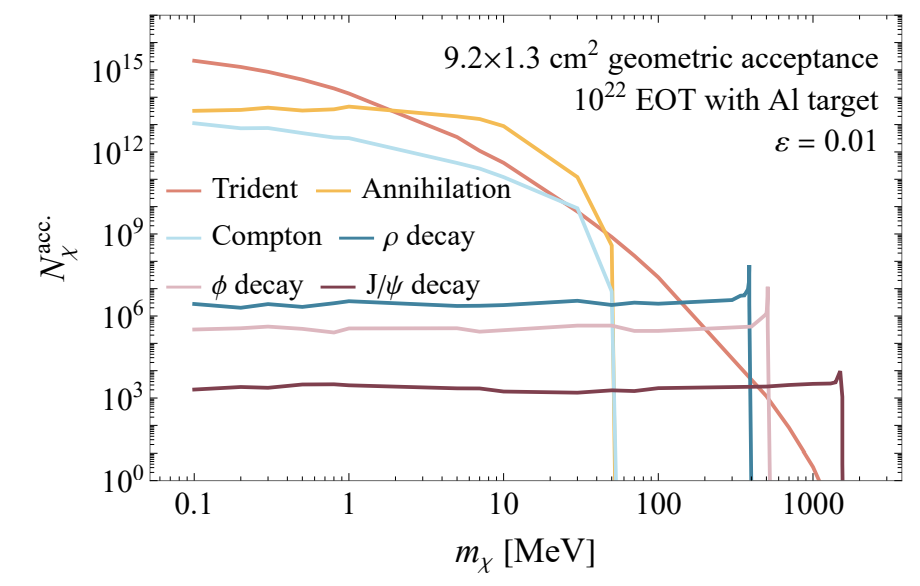 9.2×1.3 cm² geometric acceptance
10²² EOT with Al target
ε = 0.01
Trident
Annihilation
Compton
ρ decay
ϕ decay
J/ψ decay
N_χ^acc.
10¹⁵
10¹²
10⁹
10⁶
10³
10⁰
0.1 1 10 100 1000
m_χ [MeV]